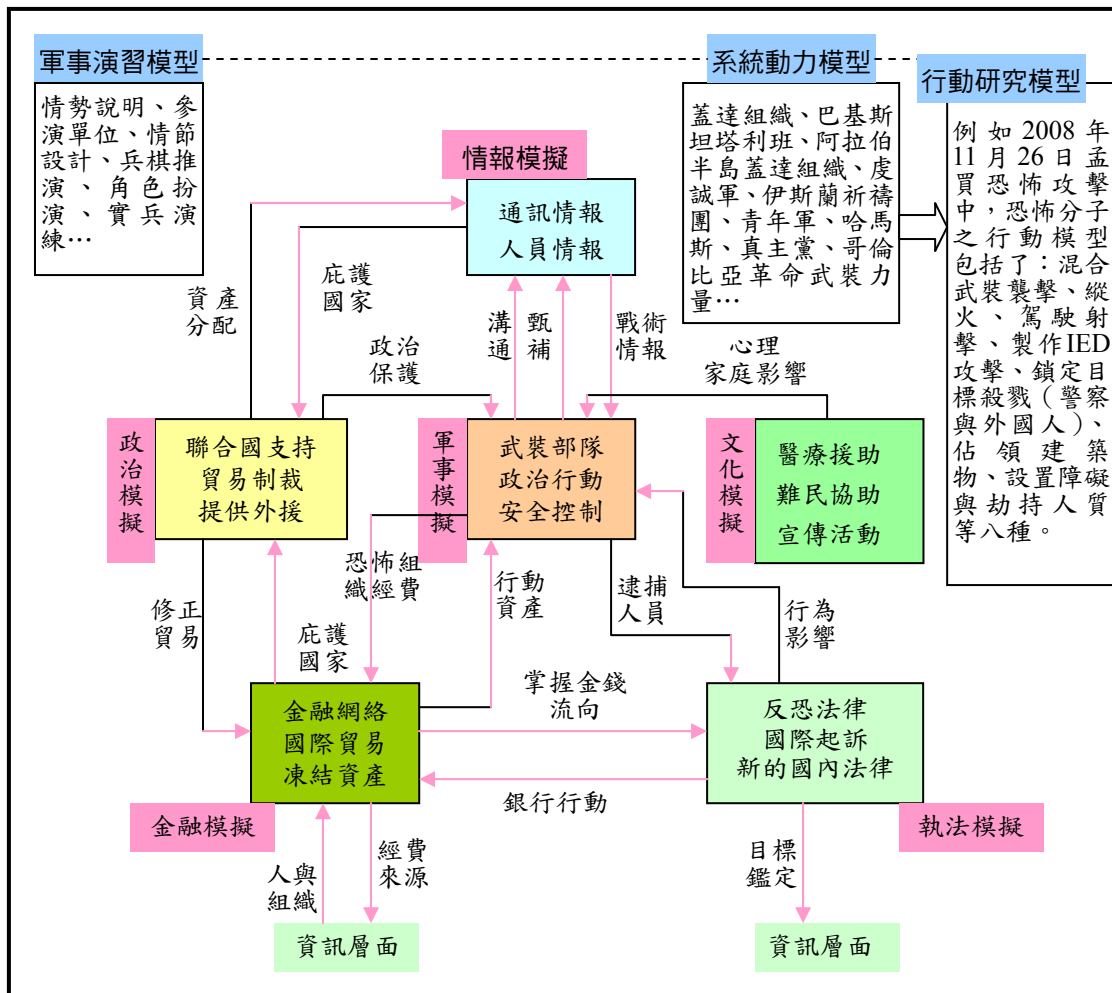 軍事演習模型
情勢說明、參
演單位、情節
設計、兵棋推
演、角色扮
演、實兵演
練…
系統動力模型
蓋達組織、巴基斯
坦塔利班、阿拉伯
半島蓋達組織、虔
誠軍、伊斯蘭祈禱
團、青年軍、哈馬
斯、真主黨、哥倫
比亞革命武裝力
量…
行動研究模型
例如2008年
11月26日孟
買恐怖攻擊
中，恐怖分子
之行動模型
包括了：混合
武裝襲擊、縱
火、駕駛射
擊、製作IED
攻擊、鎖定目
標殺戮（警察
與外國人）、
佔領建築
物、設置障礙
與劫持人質
等八種。
情報模擬
通訊情報
人員情報
資產
分配
庇護
國家
政治
保護
溝通
甄補
戰術
情報
心理
家庭影響
政治模擬
聯合國支持
貿易制裁
提供外援
軍事模擬
武裝部隊
政治行動
安全控制
文化模擬
醫療援助
難民協助
宣傳活動
修正
貿易
恐怖組
織經費
行動
資產
逮捕
人員
行為
影響
庇護
國家
掌握金錢
流向
金融網絡
國際貿易
凍結資產
反恐法律
國際起訴
新的國內法律
銀行行動
金融模擬
執法模擬
人與
組織
經費
來源
目標
鑑定
資訊層面
資訊層面